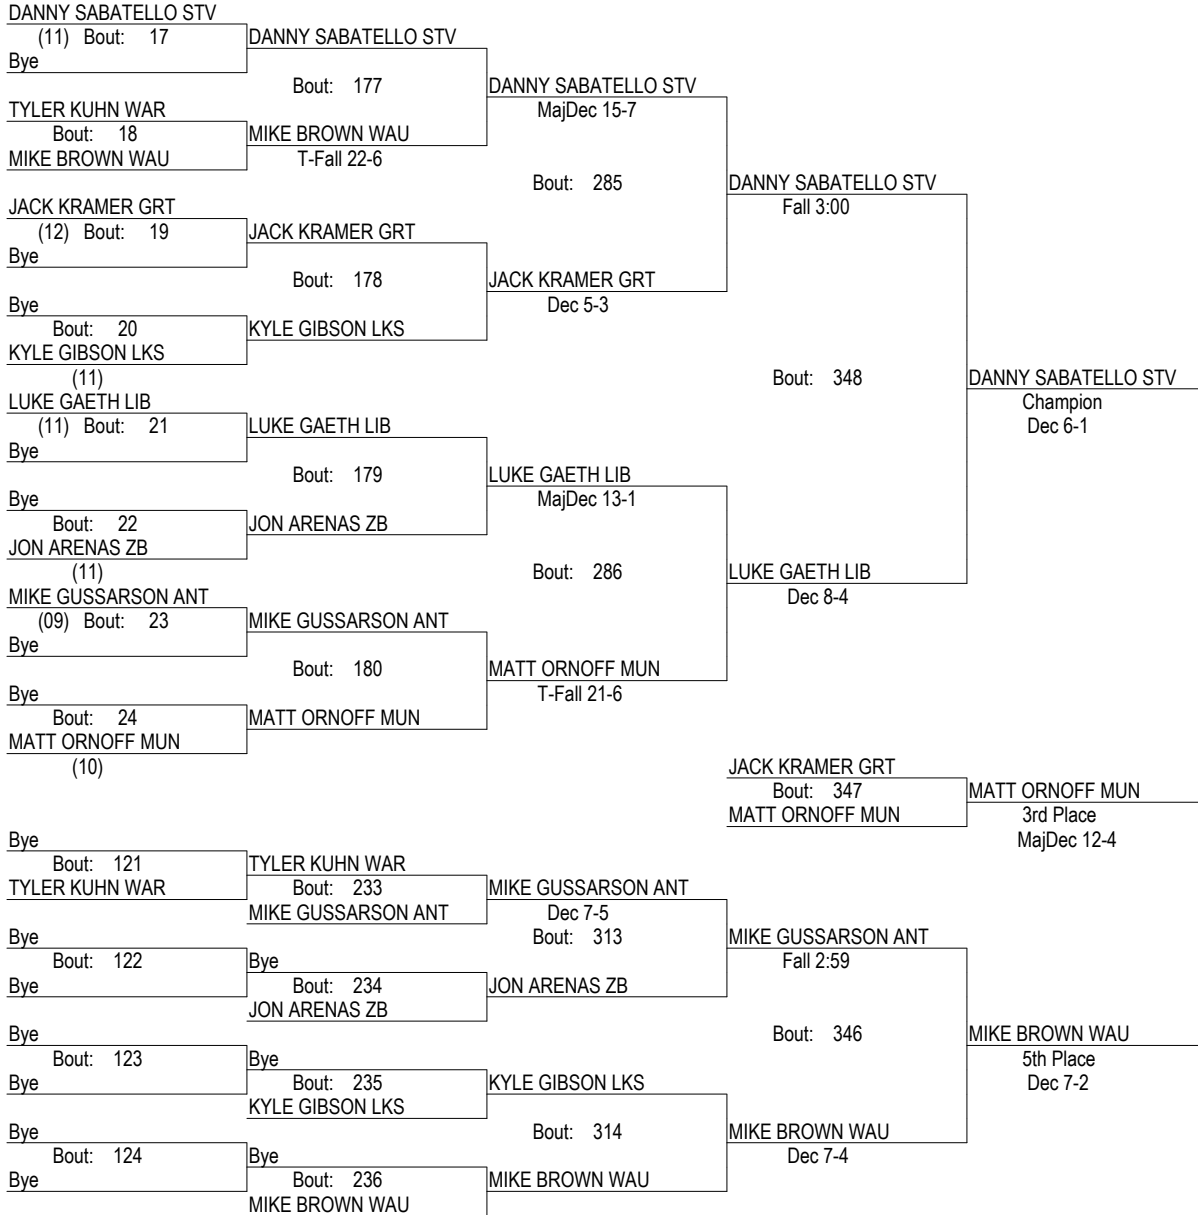 DANNY SABATELLO STV
(11) Bout: 17
DANNY SABATELLO STV
Bye
Bout: 177
DANNY SABATELLO STV
MajDec 15-7
TYLER KUHN WAR
Bout: 18
MIKE BROWN WAU
MIKE BROWN WAU
T-Fall 22-6
Bout: 285
DANNY SABATELLO STV
Fall 3:00
JACK KRAMER GRT
(12) Bout: 19
JACK KRAMER GRT
Bye
Bout: 178
JACK KRAMER GRT
Dec 5-3
Bye
Bout: 20
KYLE GIBSON LKS
KYLE GIBSON LKS
(11)
Bout: 348
DANNY SABATELLO STV
Champion
Dec 6-1
LUKE GAETH LIB
(11) Bout: 21
LUKE GAETH LIB
Bye
Bout: 179
LUKE GAETH LIB
MajDec 13-1
Bye
Bout: 22
JON ARENAS ZB
JON ARENAS ZB
(11)
Bout: 286
LUKE GAETH LIB
Dec 8-4
MIKE GUSSARSON ANT
(09) Bout: 23
MIKE GUSSARSON ANT
Bye
Bout: 180
MATT ORNOFF MUN
T-Fall 21-6
Bye
Bout: 24
MATT ORNOFF MUN
MATT ORNOFF MUN
(10)
JACK KRAMER GRT
Bout: 347
MATT ORNOFF MUN
MATT ORNOFF MUN
3rd Place
MajDec 12-4
Bye
Bout: 121
TYLER KUHN WAR
TYLER KUHN WAR
Bout: 233
MIKE GUSSARSON ANT
MIKE GUSSARSON ANT
Dec 7-5
Bye
Bout: 313
MIKE GUSSARSON ANT
Fall 2:59
Bout: 122
Bye
Bye
Bout: 234
JON ARENAS ZB
JON ARENAS ZB
Bye
Bout: 346
MIKE BROWN WAU
5th Place
Dec 7-2
Bout: 123
Bye
Bye
Bout: 235
KYLE GIBSON LKS
KYLE GIBSON LKS
Bye
Bout: 314
MIKE BROWN WAU
Dec 7-4
Bout: 124
Bye
Bye
Bout: 236
MIKE BROWN WAU
MIKE BROWN WAU